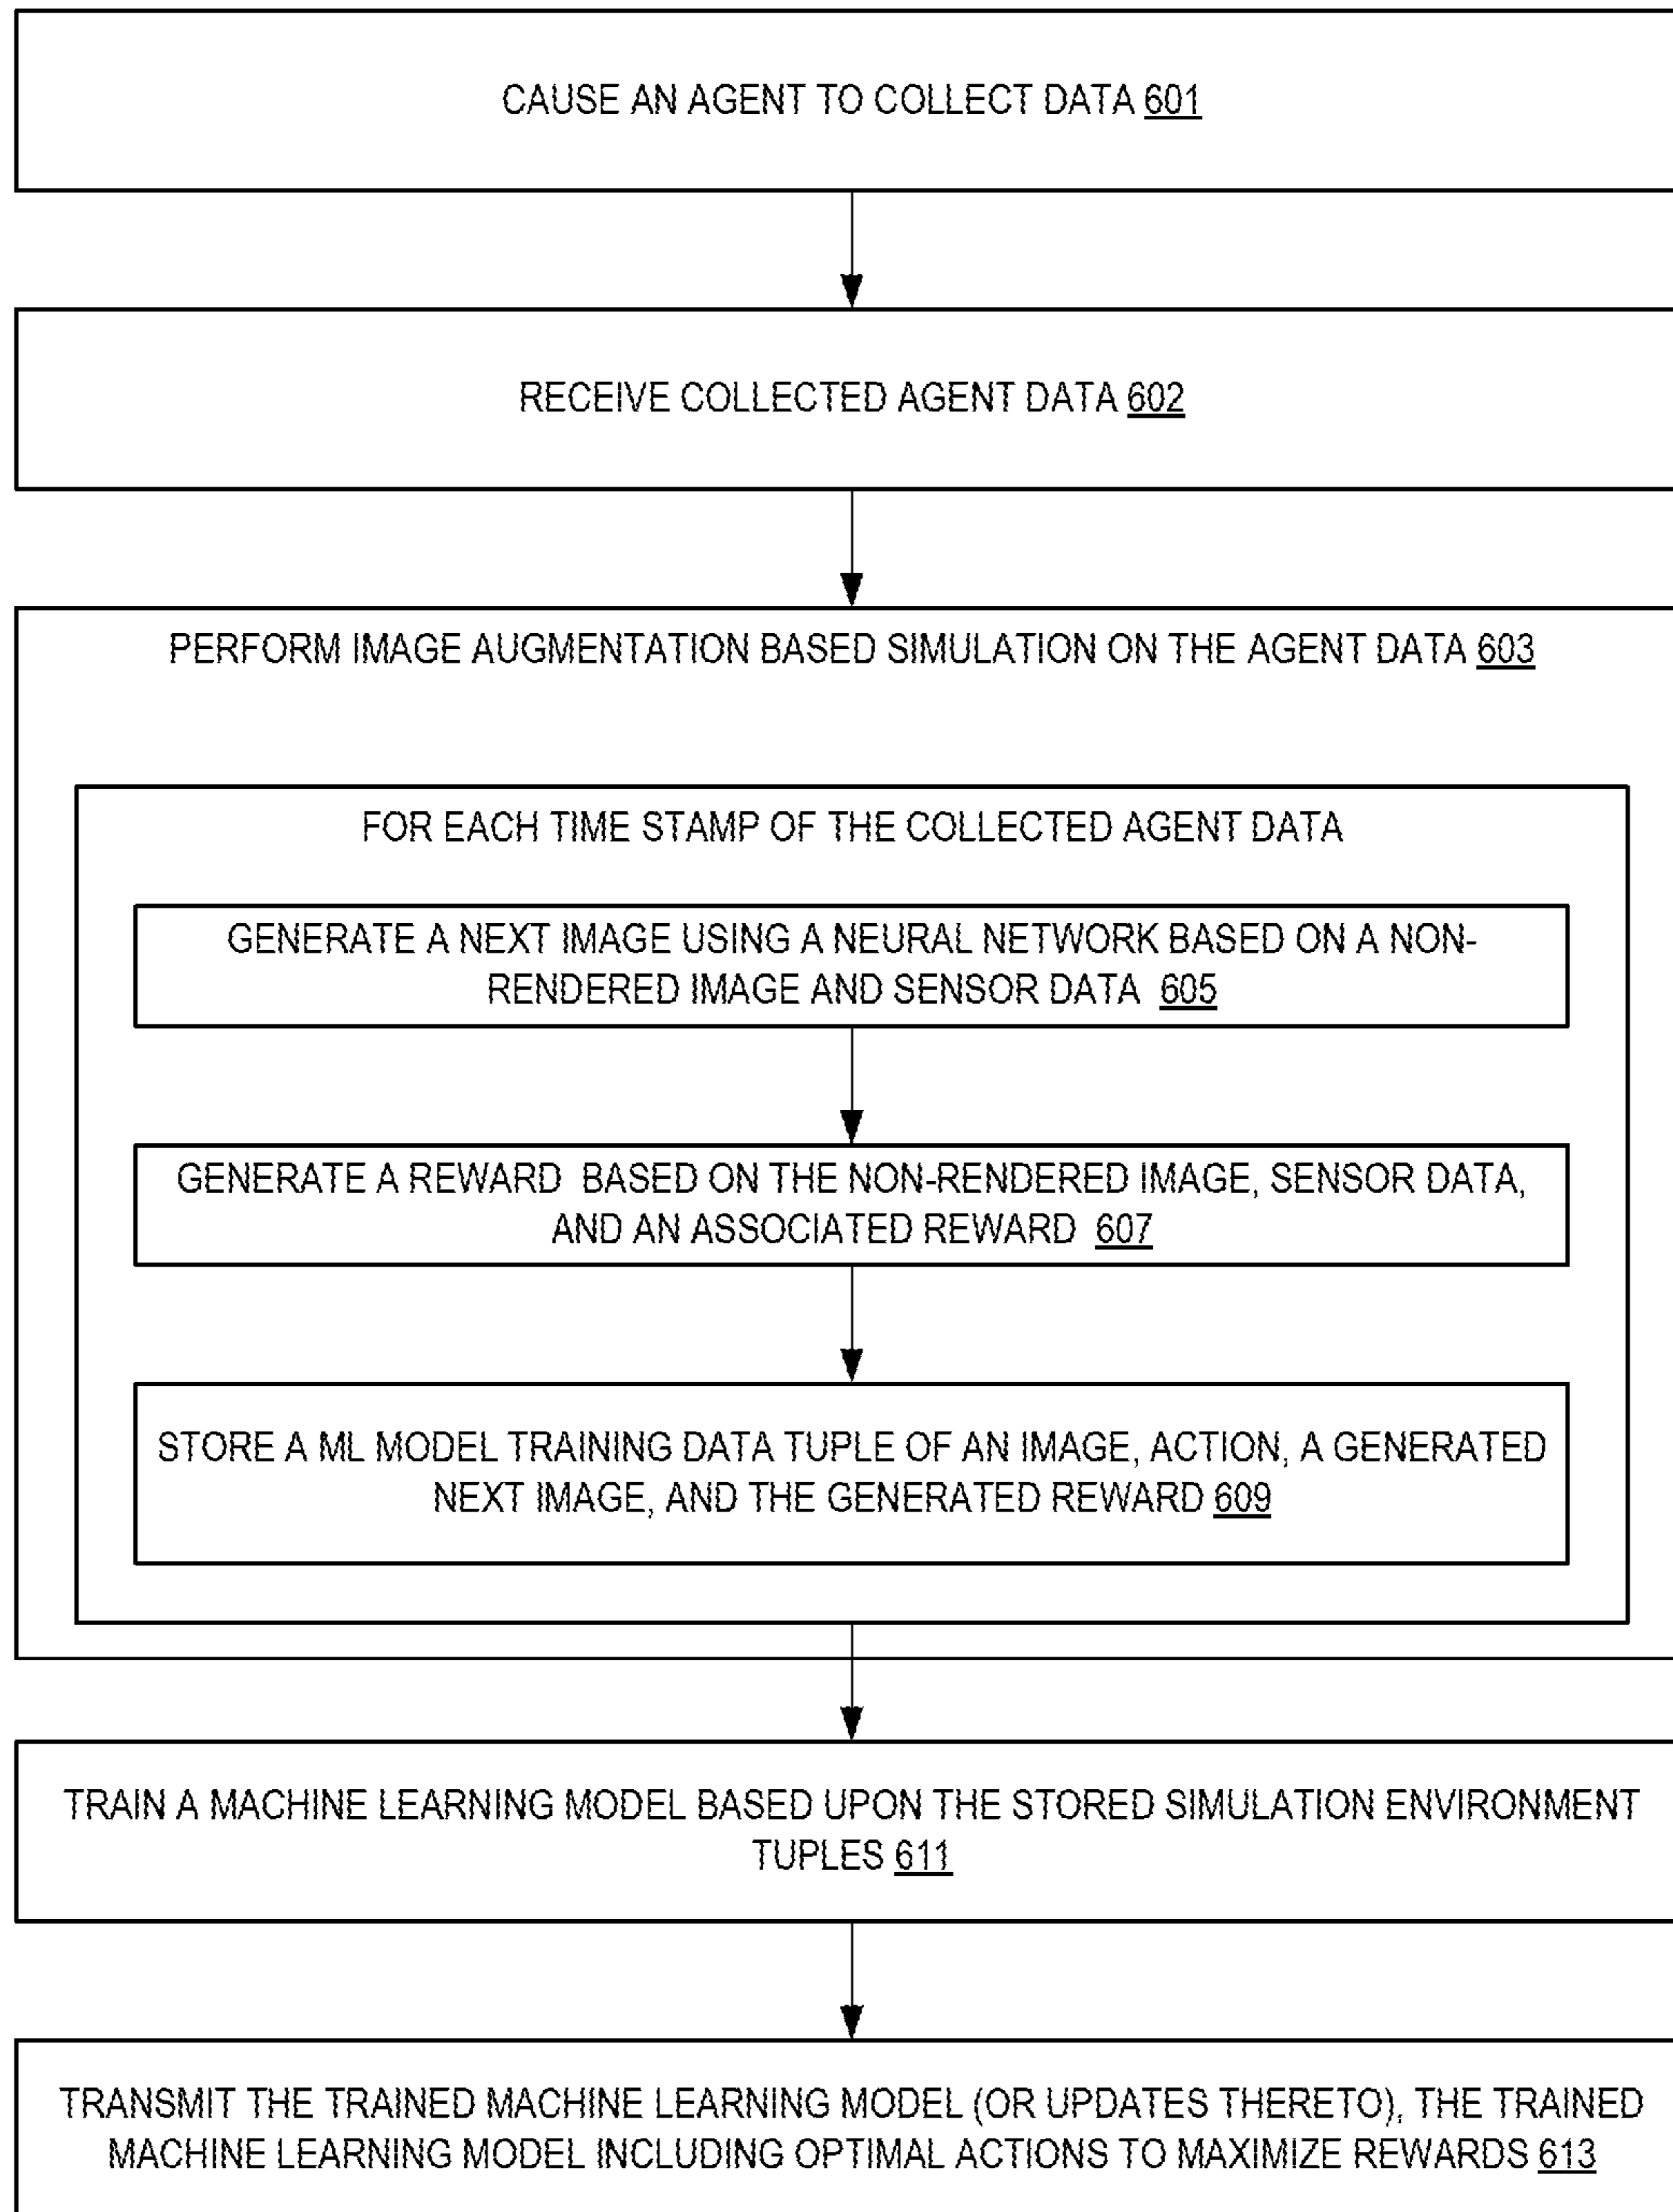 CAUSE AN AGENT TO COLLECT DATA 601
RECEIVE COLLECTED AGENT DATA 602
PERFORM IMAGE AUGMENTATION BASED SIMULATION ON THE AGENT DATA 603
FOR EACH TIME STAMP OF THE COLLECTED AGENT DATA
GENERATE A NEXT IMAGE USING A NEURAL NETWORK BASED ON A NON-
RENDERED IMAGE AND SENSOR DATA 605
GENERATE A REWARD BASED ON THE NON-RENDERED IMAGE, SENSOR DATA,
AND AN ASSOCIATED REWARD 607
STORE A ML MODEL TRAINING DATA TUPLE OF AN IMAGE, ACTION, A GENERATED
NEXT IMAGE, AND THE GENERATED REWARD 609
TRAIN A MACHINE LEARNING MODEL BASED UPON THE STORED SIMULATION ENVIRONMENT
TUPLES 611
TRANSMIT THE TRAINED MACHINE LEARNING MODEL (OR UPDATES THERETO), THE TRAINED
MACHINE LEARNING MODEL INCLUDING OPTIMAL ACTIONS TO MAXIMIZE REWARDS 613